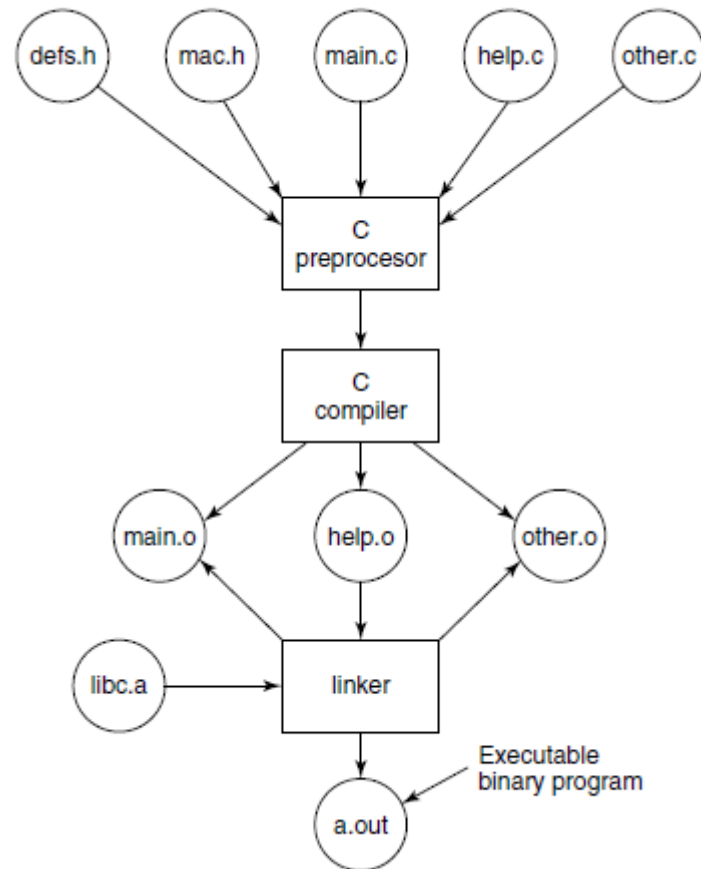 defs.h
mac.h
main.c
help.c
other.c
C
preprocesor
C
compiler
main.o
help.o
other.o
libc.a
linker
Executable
binary program
a.out